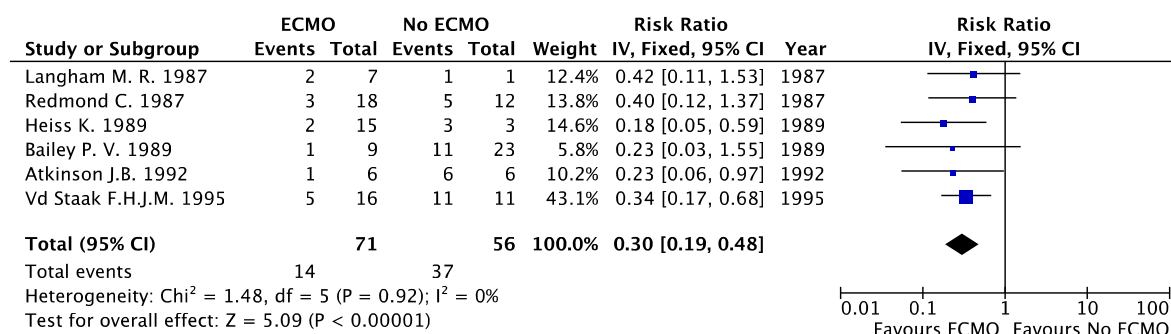 ECMO No ECMO Risk Ratio Risk Ratio
Study or Subgroup Events Total Events Total Weight IV, Fixed, 95% CI Year IV, Fixed, 95% CI
Langham M. R. 1987 2 7 1 1 12.4% 0.42 [0.11, 1.53] 1987
Redmond C. 1987 3 18 5 12 13.8% 0.40 [0.12, 1.37] 1987
Heiss K. 1989 2 15 3 3 14.6% 0.18 [0.05, 0.59] 1989
Bailey P. V. 1989 1 9 11 23 5.8% 0.23 [0.03, 1.55] 1989
Atkinson J.B. 1992 1 6 6 6 10.2% 0.23 [0.06, 0.97] 1992
Vd Staak F.H.J.M. 1995 5 16 11 11 43.1% 0.34 [0.17, 0.68] 1995
Total (95% CI) 71 56 100.0% 0.30 [0.19, 0.48]
Total events 14 37
Heterogeneity: Chi² = 1.48, df = 5 (P = 0.92); I² = 0%
Test for overall effect: Z = 5.09 (P < 0.00001)
0.01 0.1 1 10 100
Favours ECMO Favours No ECMO